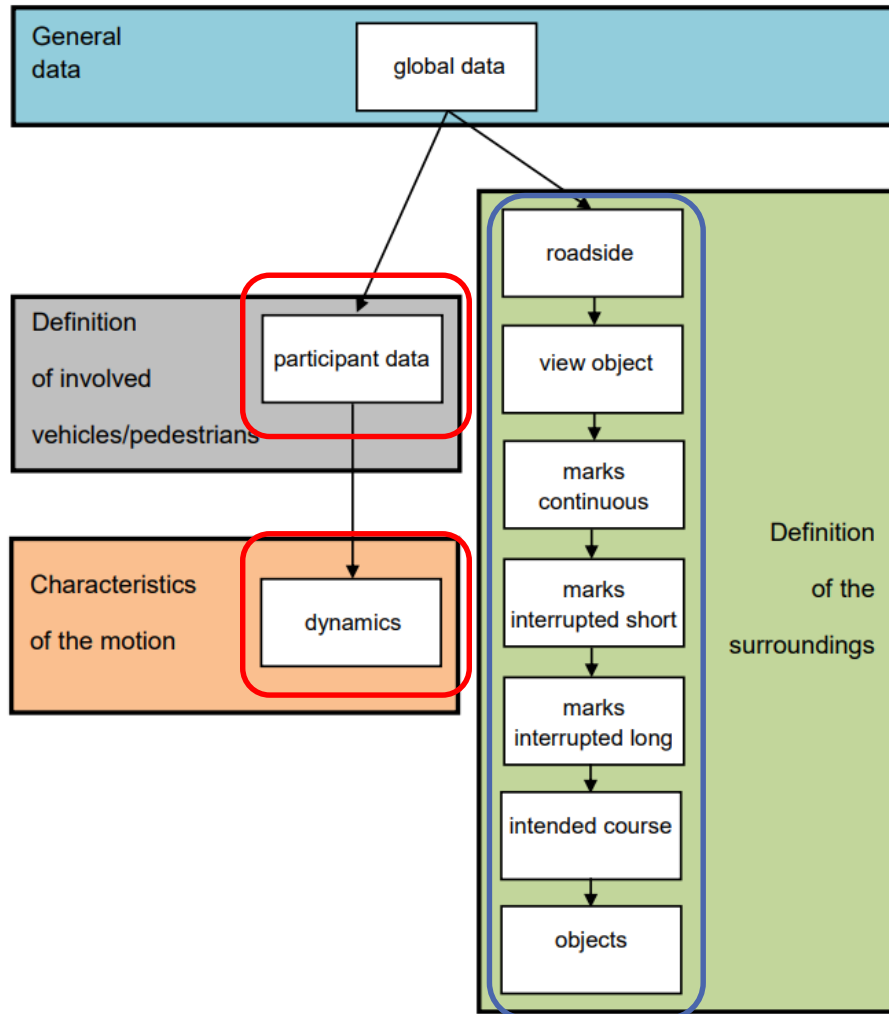 General
data
global data
roadside
Definition
of involved
vehicles/pedestrians
participant data
view object
marks
continuous
Characteristics
of the motion
dynamics
marks
interrupted short
marks
interrupted long
intended course
objects
Definition
of the
surroundings